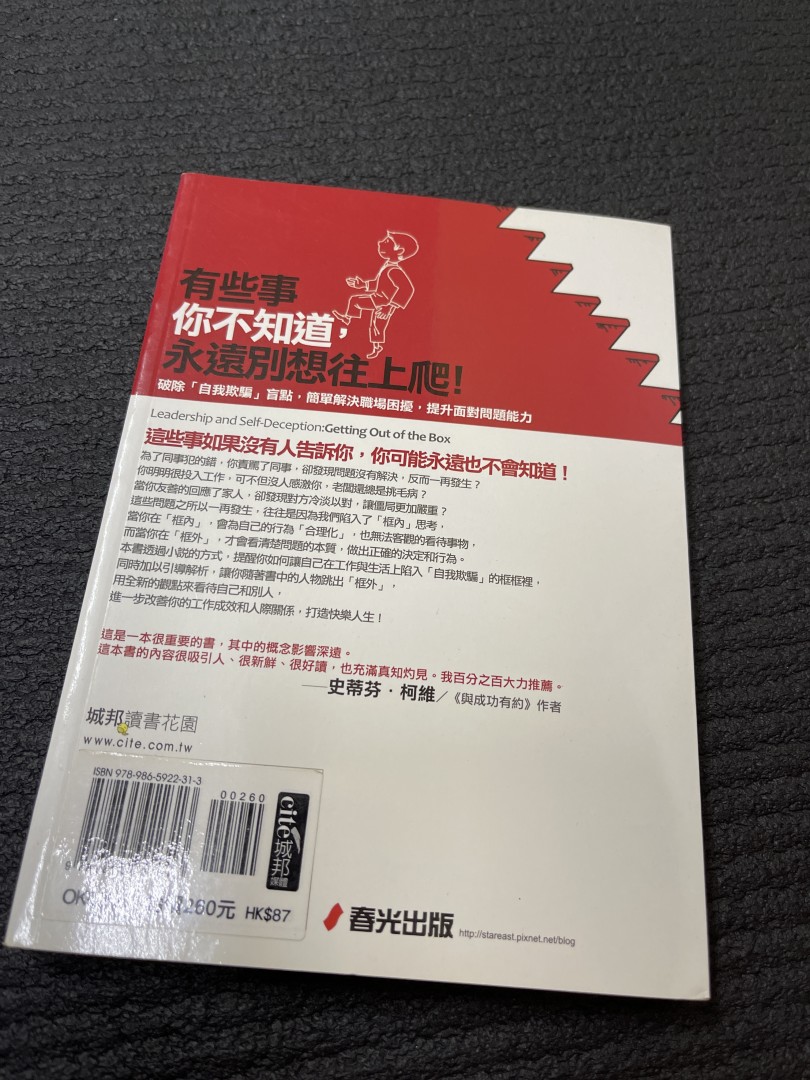 有些事
你不知道，
永遠別想往上爬！
破除「自我欺騙」盲點，簡單解決職場困擾，提升面對問題能力
Leadership and Self-Deception:Getting Out of the Box
這些事如果沒有人告訴你，你可能永遠也不會知道！
為了同事犯的錯，你責罵了同事，卻發現問題沒有解決，反而一再發生？
你明明很投入工作，可不但沒人感激你，老闆還總是挑毛病？
當你友善的回應了家人，卻發現對方冷淡以對，讓僵局更加嚴重？
這些問題之所以一再發生，往往是因為我們陷入了「框內」思考，
當你在「框內」，會為自己的行為「合理化」，也無法客觀的看待事物，
而當你在「框外」，才會看清楚問題的本質，做出正確的決定和行為。
本書透過小說的方式，提醒你如何讓自己在工作與生活上陷入「自我欺騙」的框框裡，
同時加以引導解析，讓你隨著書中的人物跳出「框外」，
用全新的觀點來看待自己和別人，
進一步改善你的工作成效和人際關係，打造快樂人生！
這是一本很重要的書，其中的概念影響深遠。
這本書的內容很吸引人、很新鮮、很好讀，也充滿真知灼見。我百分之百大力推薦。
──史蒂芬．柯維／《與成功有約》作者
城邦讀書花園
www.cite.com.tw
ISBN 978-986-5922-31-3
00260
cite城邦
媒體
260元 HK$87
春光出版
http://stareast.pixnet.net/blog